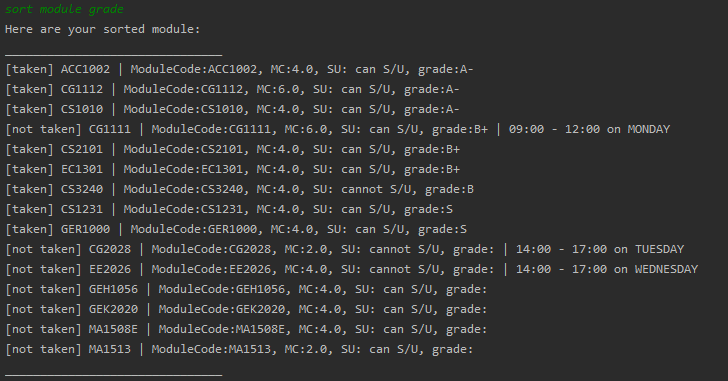 sort module grade
Here are your sorted module:
_______________________________
[taken] ACC1002 | ModuleCode:ACC1002, MC:4.0, SU: can S/U, grade:A-
[taken] CG1112 | ModuleCode:CG1112, MC:6.0, SU: can S/U, grade:A-
[taken] CS1010 | ModuleCode:CS1010, MC:4.0, SU: can S/U, grade:A-
[not taken] CG1111 | ModuleCode:CG1111, MC:6.0, SU: can S/U, grade:B+ | 09:00 - 12:00 on MONDAY
[taken] CS2101 | ModuleCode:CS2101, MC:4.0, SU: can S/U, grade:B+
[taken] EC1301 | ModuleCode:EC1301, MC:4.0, SU: can S/U, grade:B+
[taken] CS3240 | ModuleCode:CS3240, MC:4.0, SU: cannot S/U, grade:B
[taken] CS1231 | ModuleCode:CS1231, MC:4.0, SU: can S/U, grade:S
[taken] GER1000 | ModuleCode:GER1000, MC:4.0, SU: can S/U, grade:S
[not taken] CG2028 | ModuleCode:CG2028, MC:2.0, SU: cannot S/U, grade: | 14:00 - 17:00 on TUESDAY
[not taken] EE2026 | ModuleCode:EE2026, MC:4.0, SU: cannot S/U, grade: | 14:00 - 17:00 on WEDNESDAY
[not taken] GEH1056 | ModuleCode:GEH1056, MC:4.0, SU: can S/U, grade:
[not taken] GEK2020 | ModuleCode:GEK2020, MC:4.0, SU: can S/U, grade:
[not taken] MA1508E | ModuleCode:MA1508E, MC:4.0, SU: can S/U, grade:
[not taken] MA1513 | ModuleCode:MA1513, MC:2.0, SU: can S/U, grade:
_______________________________